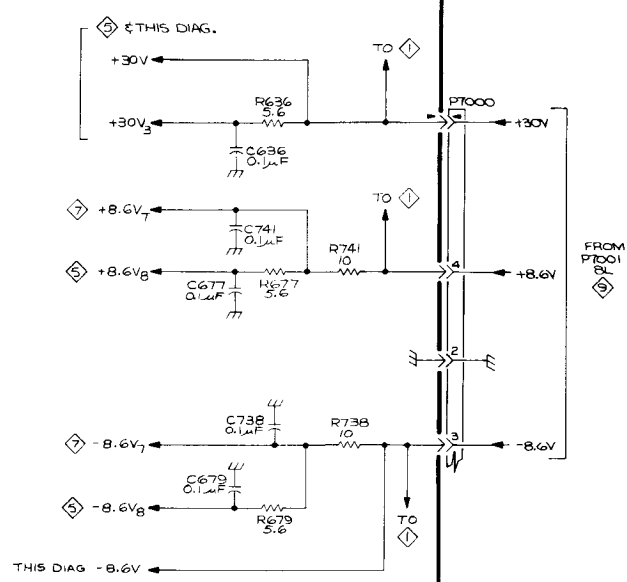 5 & THIS DIAG.
+30V
TO 1
P7000
R636
5.6
+30V3
+30V
C636
0.1µF
TO 1
7 +8.6V7
C741
0.1µF
R741
10
FROM
P7001
8L
9
5 +8.6V8
4
+8.6V
C677
0.1µF
R677
5.6
2
C738
0.1µF
R738
10
7 -8.6V7
3
-8.6V
C679
0.1µF
5 -8.6V8
R679
5.6
TO
1
THIS DIAG -8.6V